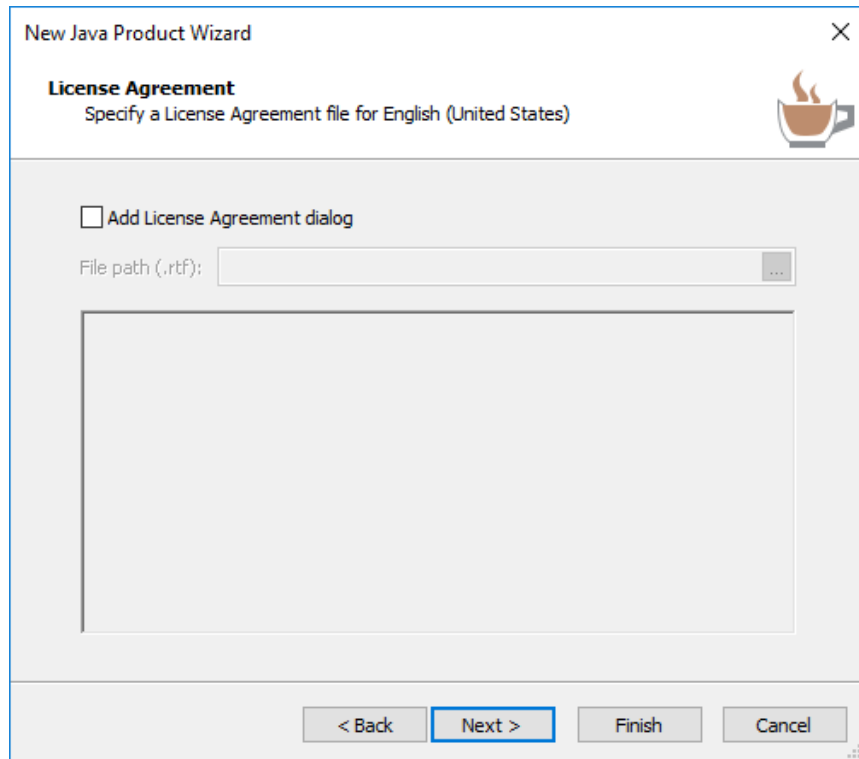 New Java Product Wizard
License Agreement
Specify a License Agreement file for English (United States)
Add License Agreement dialog
File path (.rtf):
...
< Back Next > Finish Cancel